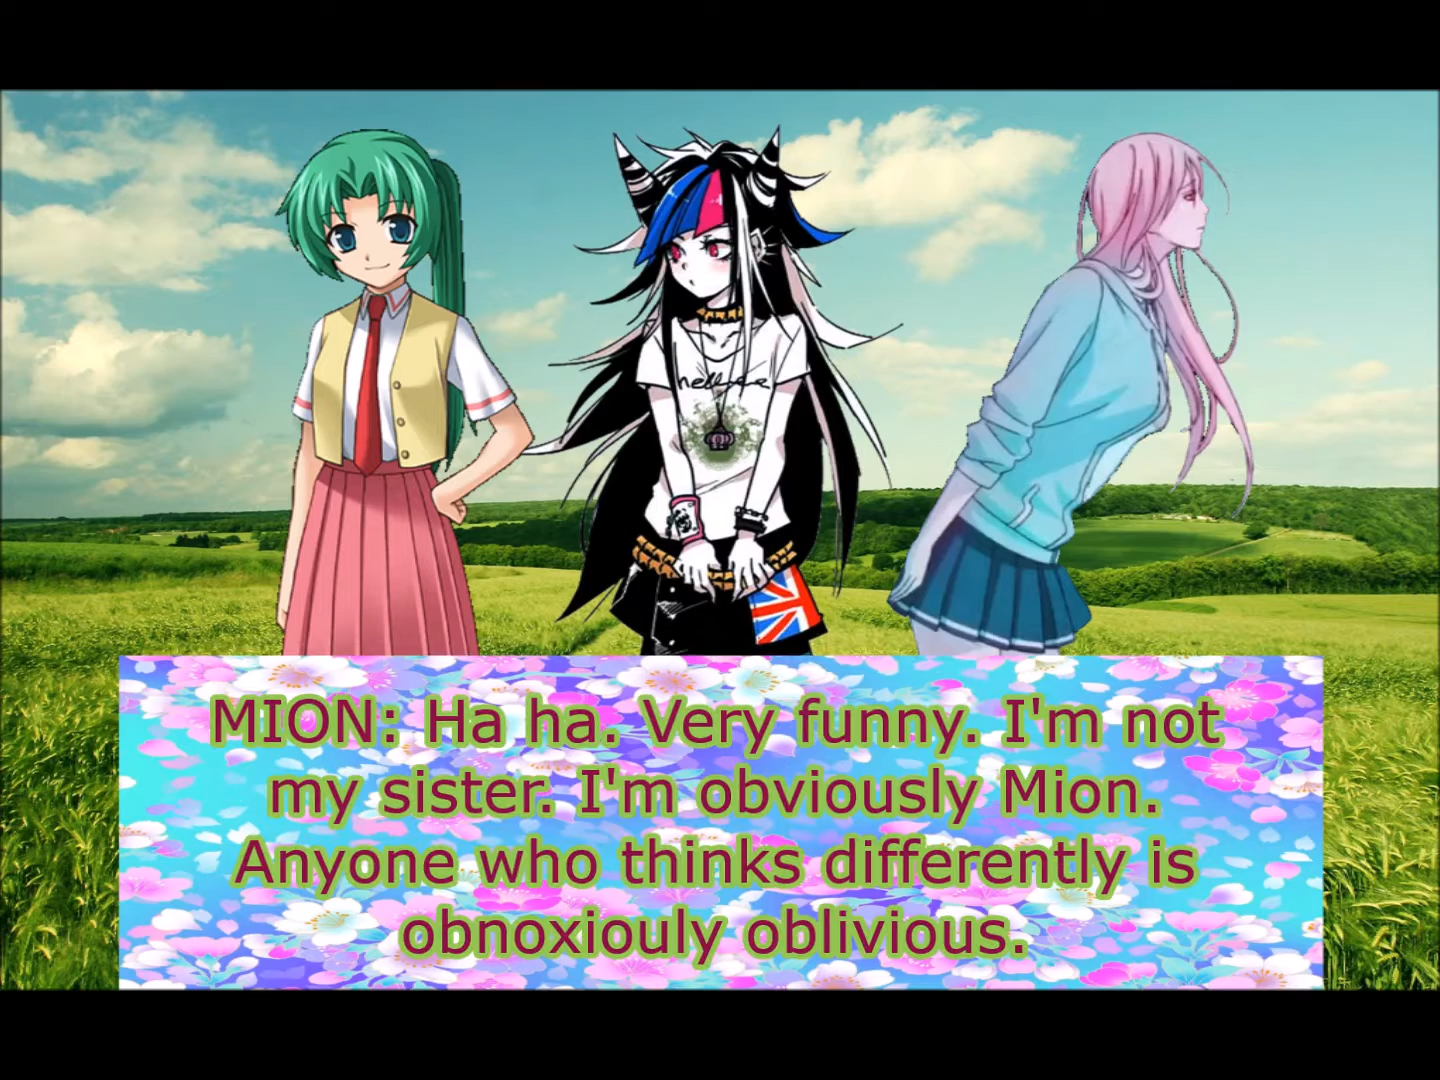 MION: Ha ha. Very funny. I'm not
my sister. I'm obviously Mion.
Anyone who thinks differently is
obnoxiouly oblivious.